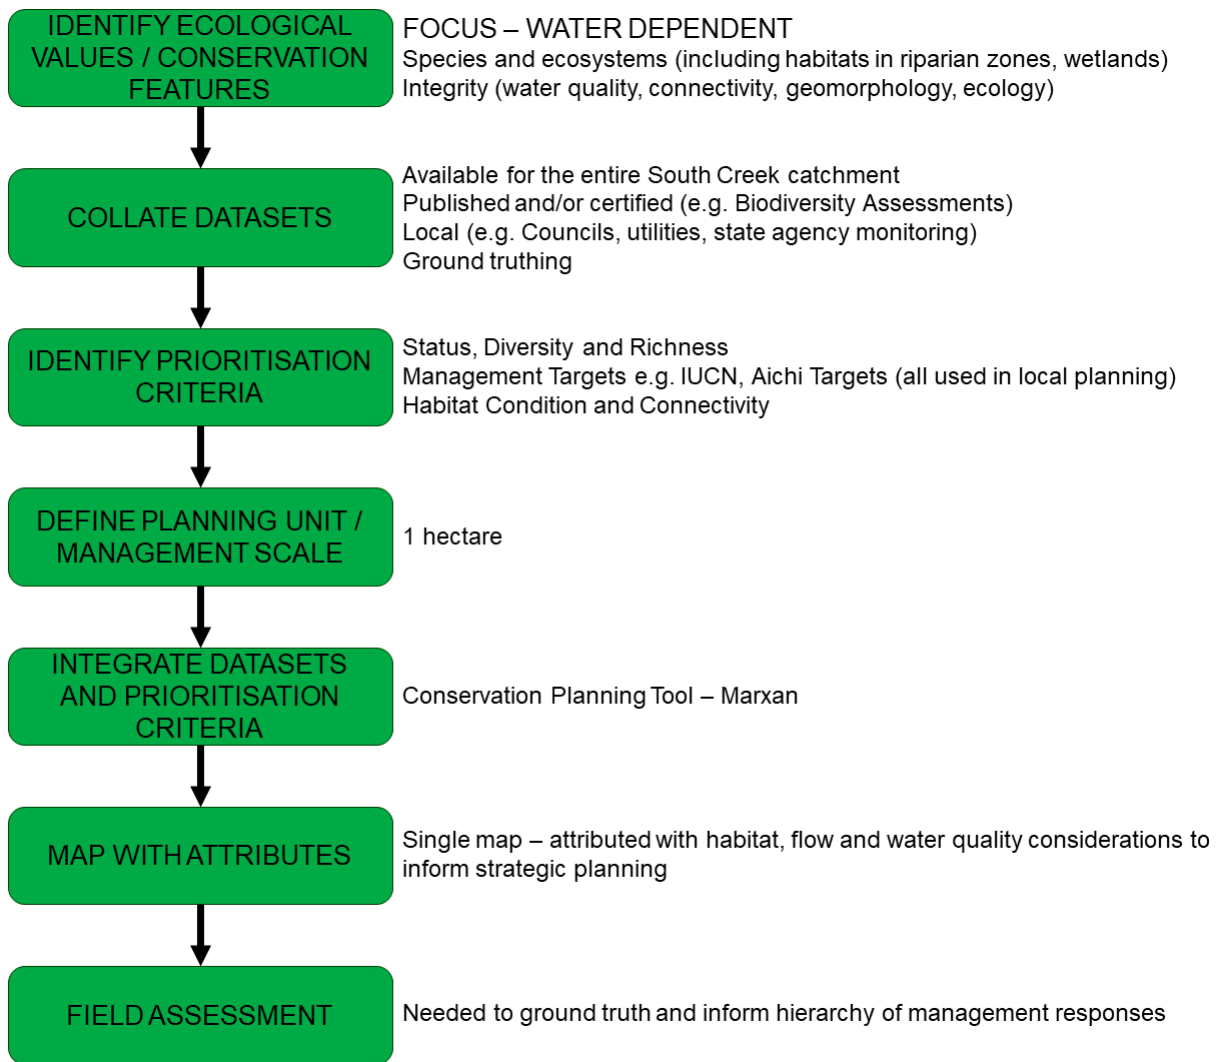 IDENTIFY ECOLOGICAL
VALUES / CONSERVATION
FEATURES
FOCUS – WATER DEPENDENT
Species and ecosystems (including habitats in riparian zones, wetlands)
Integrity (water quality, connectivity, geomorphology, ecology)
COLLATE DATASETS
Available for the entire South Creek catchment
Published and/or certified (e.g. Biodiversity Assessments)
Local (e.g. Councils, utilities, state agency monitoring)
Ground truthing
IDENTIFY PRIORITISATION
CRITERIA
Status, Diversity and Richness
Management Targets e.g. IUCN, Aichi Targets (all used in local planning)
Habitat Condition and Connectivity
DEFINE PLANNING UNIT /
MANAGEMENT SCALE
1 hectare
INTEGRATE DATASETS
AND PRIORITISATION
CRITERIA
Conservation Planning Tool – Marxan
MAP WITH ATTRIBUTES
Single map – attributed with habitat, flow and water quality considerations to
inform strategic planning
FIELD ASSESSMENT
Needed to ground truth and inform hierarchy of management responses